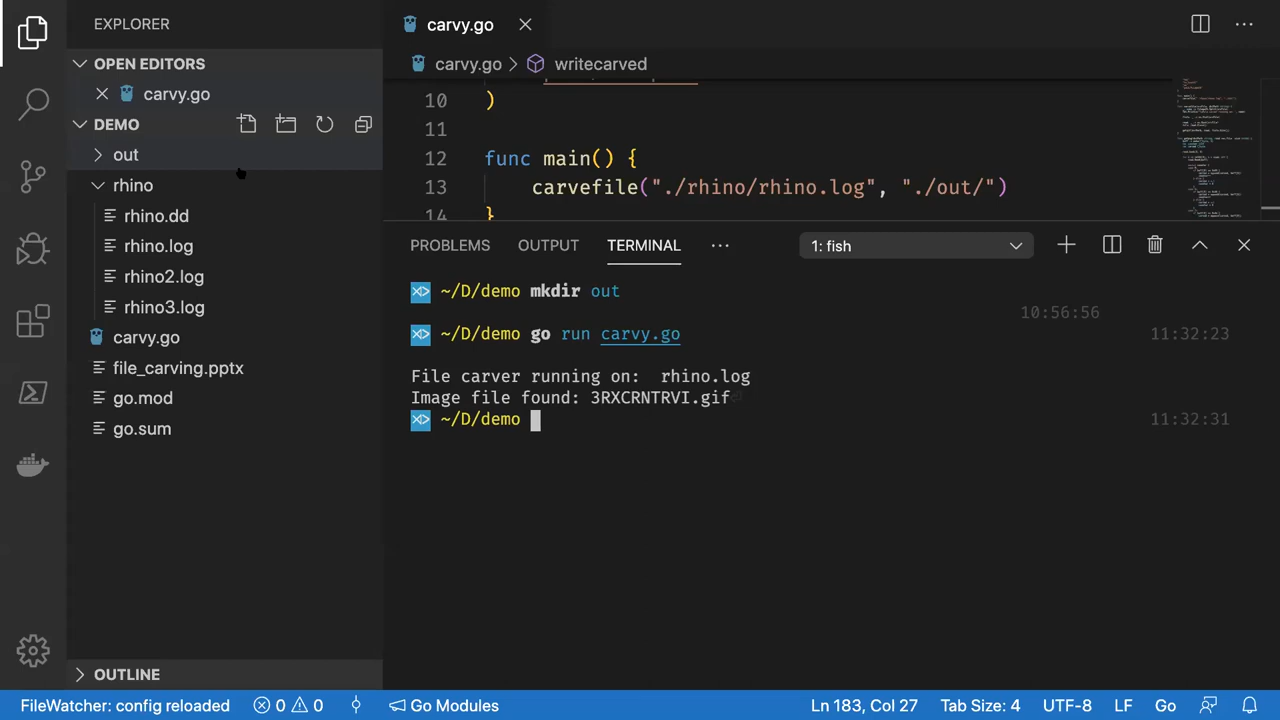 EXPLORER
OPEN EDITORS
carvy.go
DEMO
out
rhino
rhino.dd
rhino.log
rhino2.log
rhino3.log
carvy.go
file_carving.pptx
go.mod
go.sum
OUTLINE
carvy.go
carvy.go > writecarved
10 )
11
12 func main() {
13 carvefile("./rhino/rhino.log", "./out/")
14 }
PROBLEMS OUTPUT TERMINAL ··· 1: fish
~/D/demo mkdir out
10:56:56
~/D/demo go run carvy.go 11:32:23
File carver running on: rhino.log
Image file found: 3RXCRNTRVI.gif⏎
~/D/demo 11:32:31
FileWatcher: config reloaded 0 0 Go Modules Ln 183, Col 27 Tab Size: 4 UTF-8 LF Go